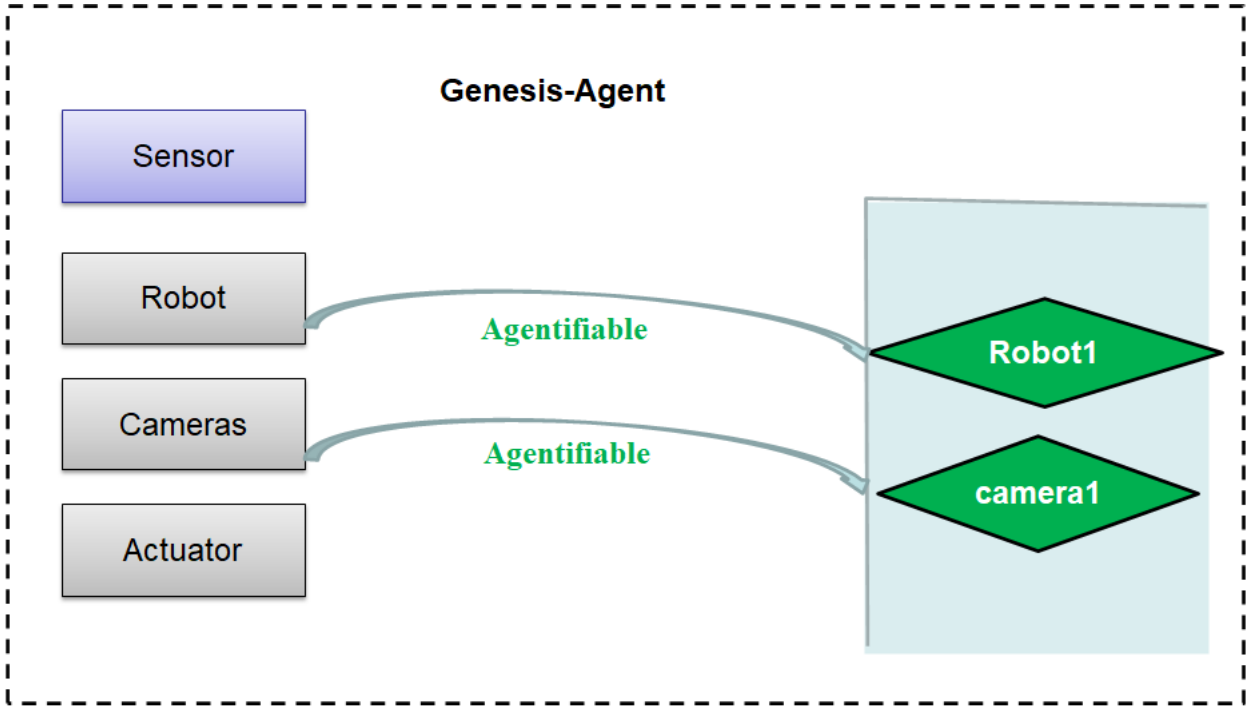 Genesis-Agent
Sensor
Robot
Agentifiable
Robot1
Cameras
Agentifiable
camera1
Actuator